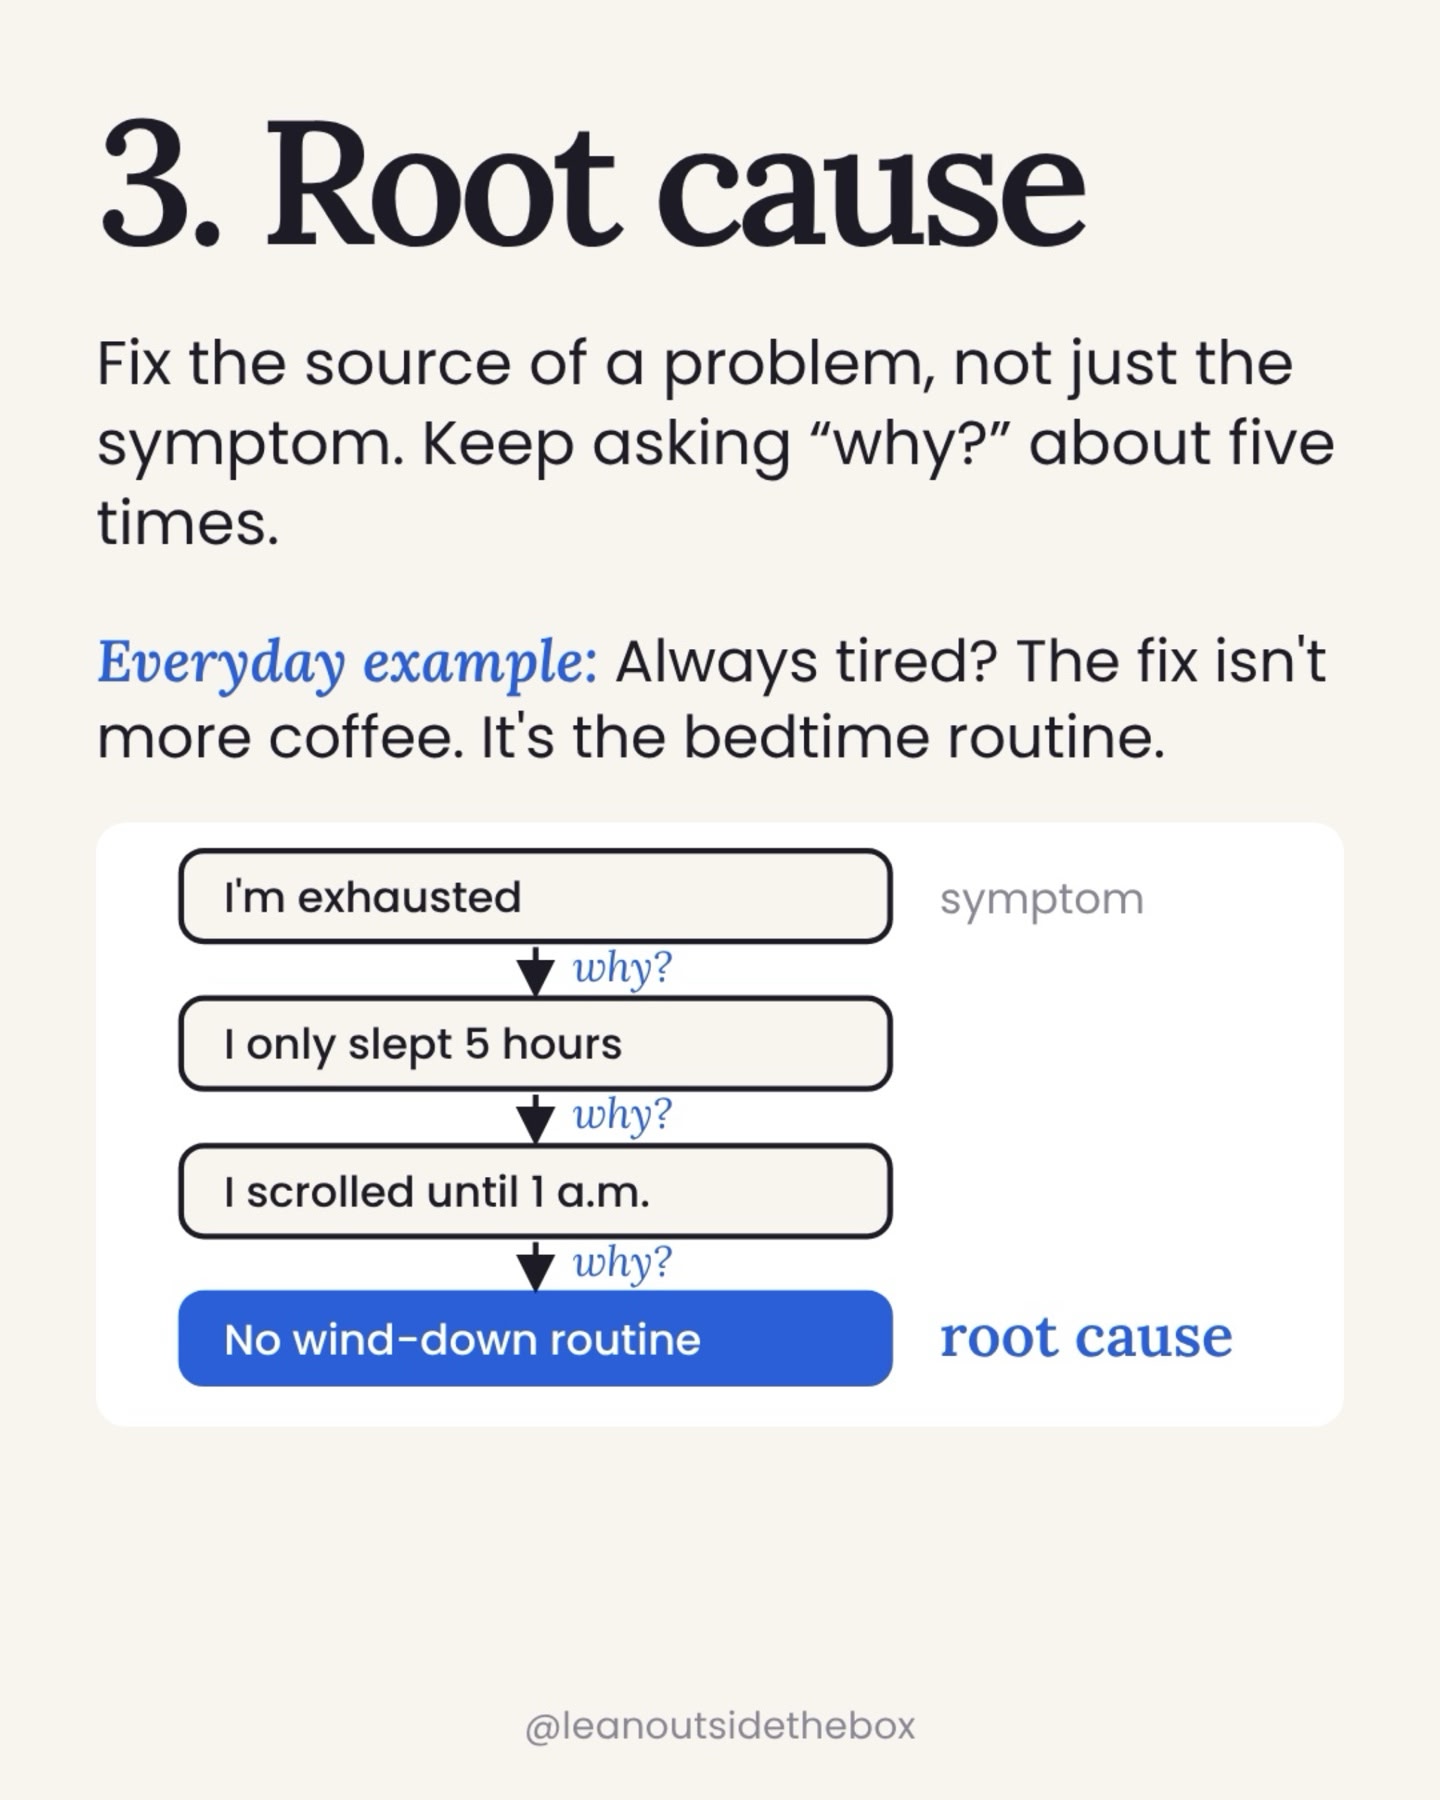 3. Root cause
Fix the source of a problem, not just the
symptom. Keep asking “why?” about five
times.
Everyday example: Always tired? The fix isn't
more coffee. It's the bedtime routine.
I'm exhausted symptom
why?
I only slept 5 hours
why?
I scrolled until 1 a.m.
why?
No wind-down routine root cause
@leanoutsidethebox